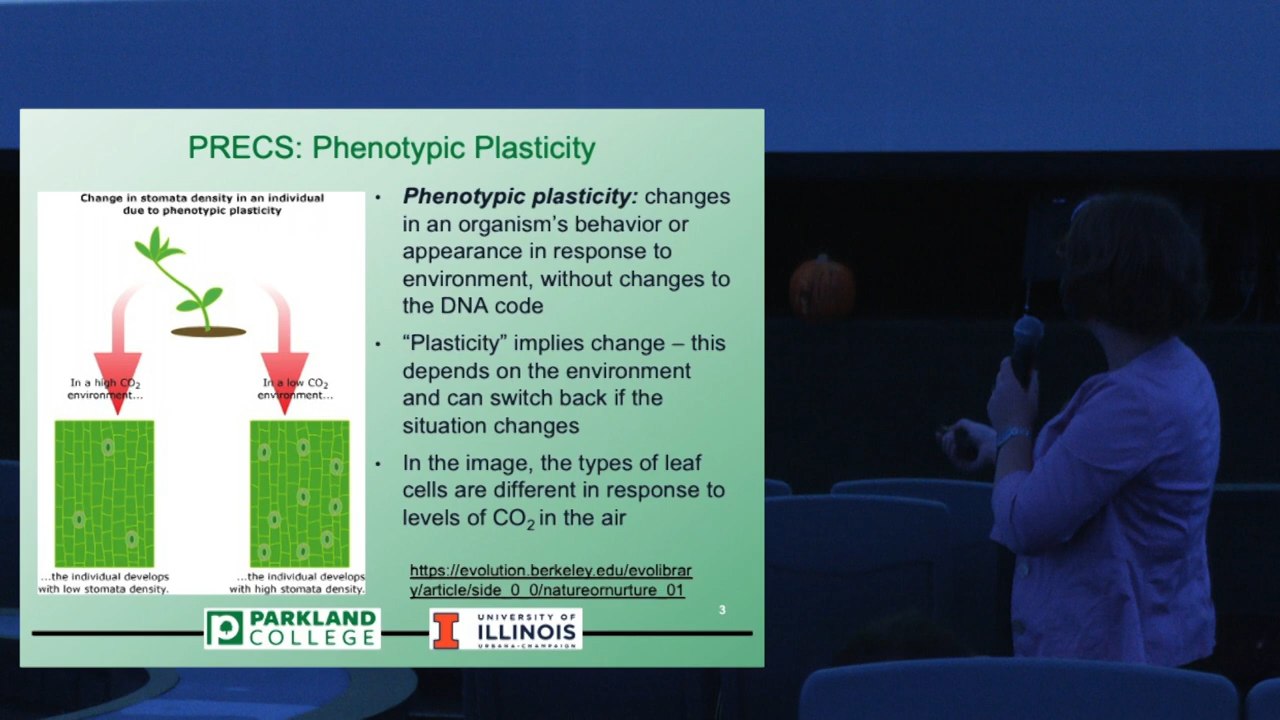 PRECS: Phenotypic Plasticity
Change in stomata density in an individual
due to phenotypic plasticity
In a high CO₂
environment...
In a low CO₂
environment...
...the individual develops
with low stomata density.
...the individual develops
with high stomata density.
• Phenotypic plasticity: changes
in an organism's behavior or
appearance in response to
environment, without changes to
the DNA code
• “Plasticity” implies change – this
depends on the environment
and can switch back if the
situation changes
• In the image, the types of leaf
cells are different in response to
levels of CO₂ in the air
https://evolution.berkeley.edu/evolibrar
y/article/side_0_0/natureornurture_01
3
PARKLAND
COLLEGE
UNIVERSITY OF
ILLINOIS
URBANA-CHAMPAIGN